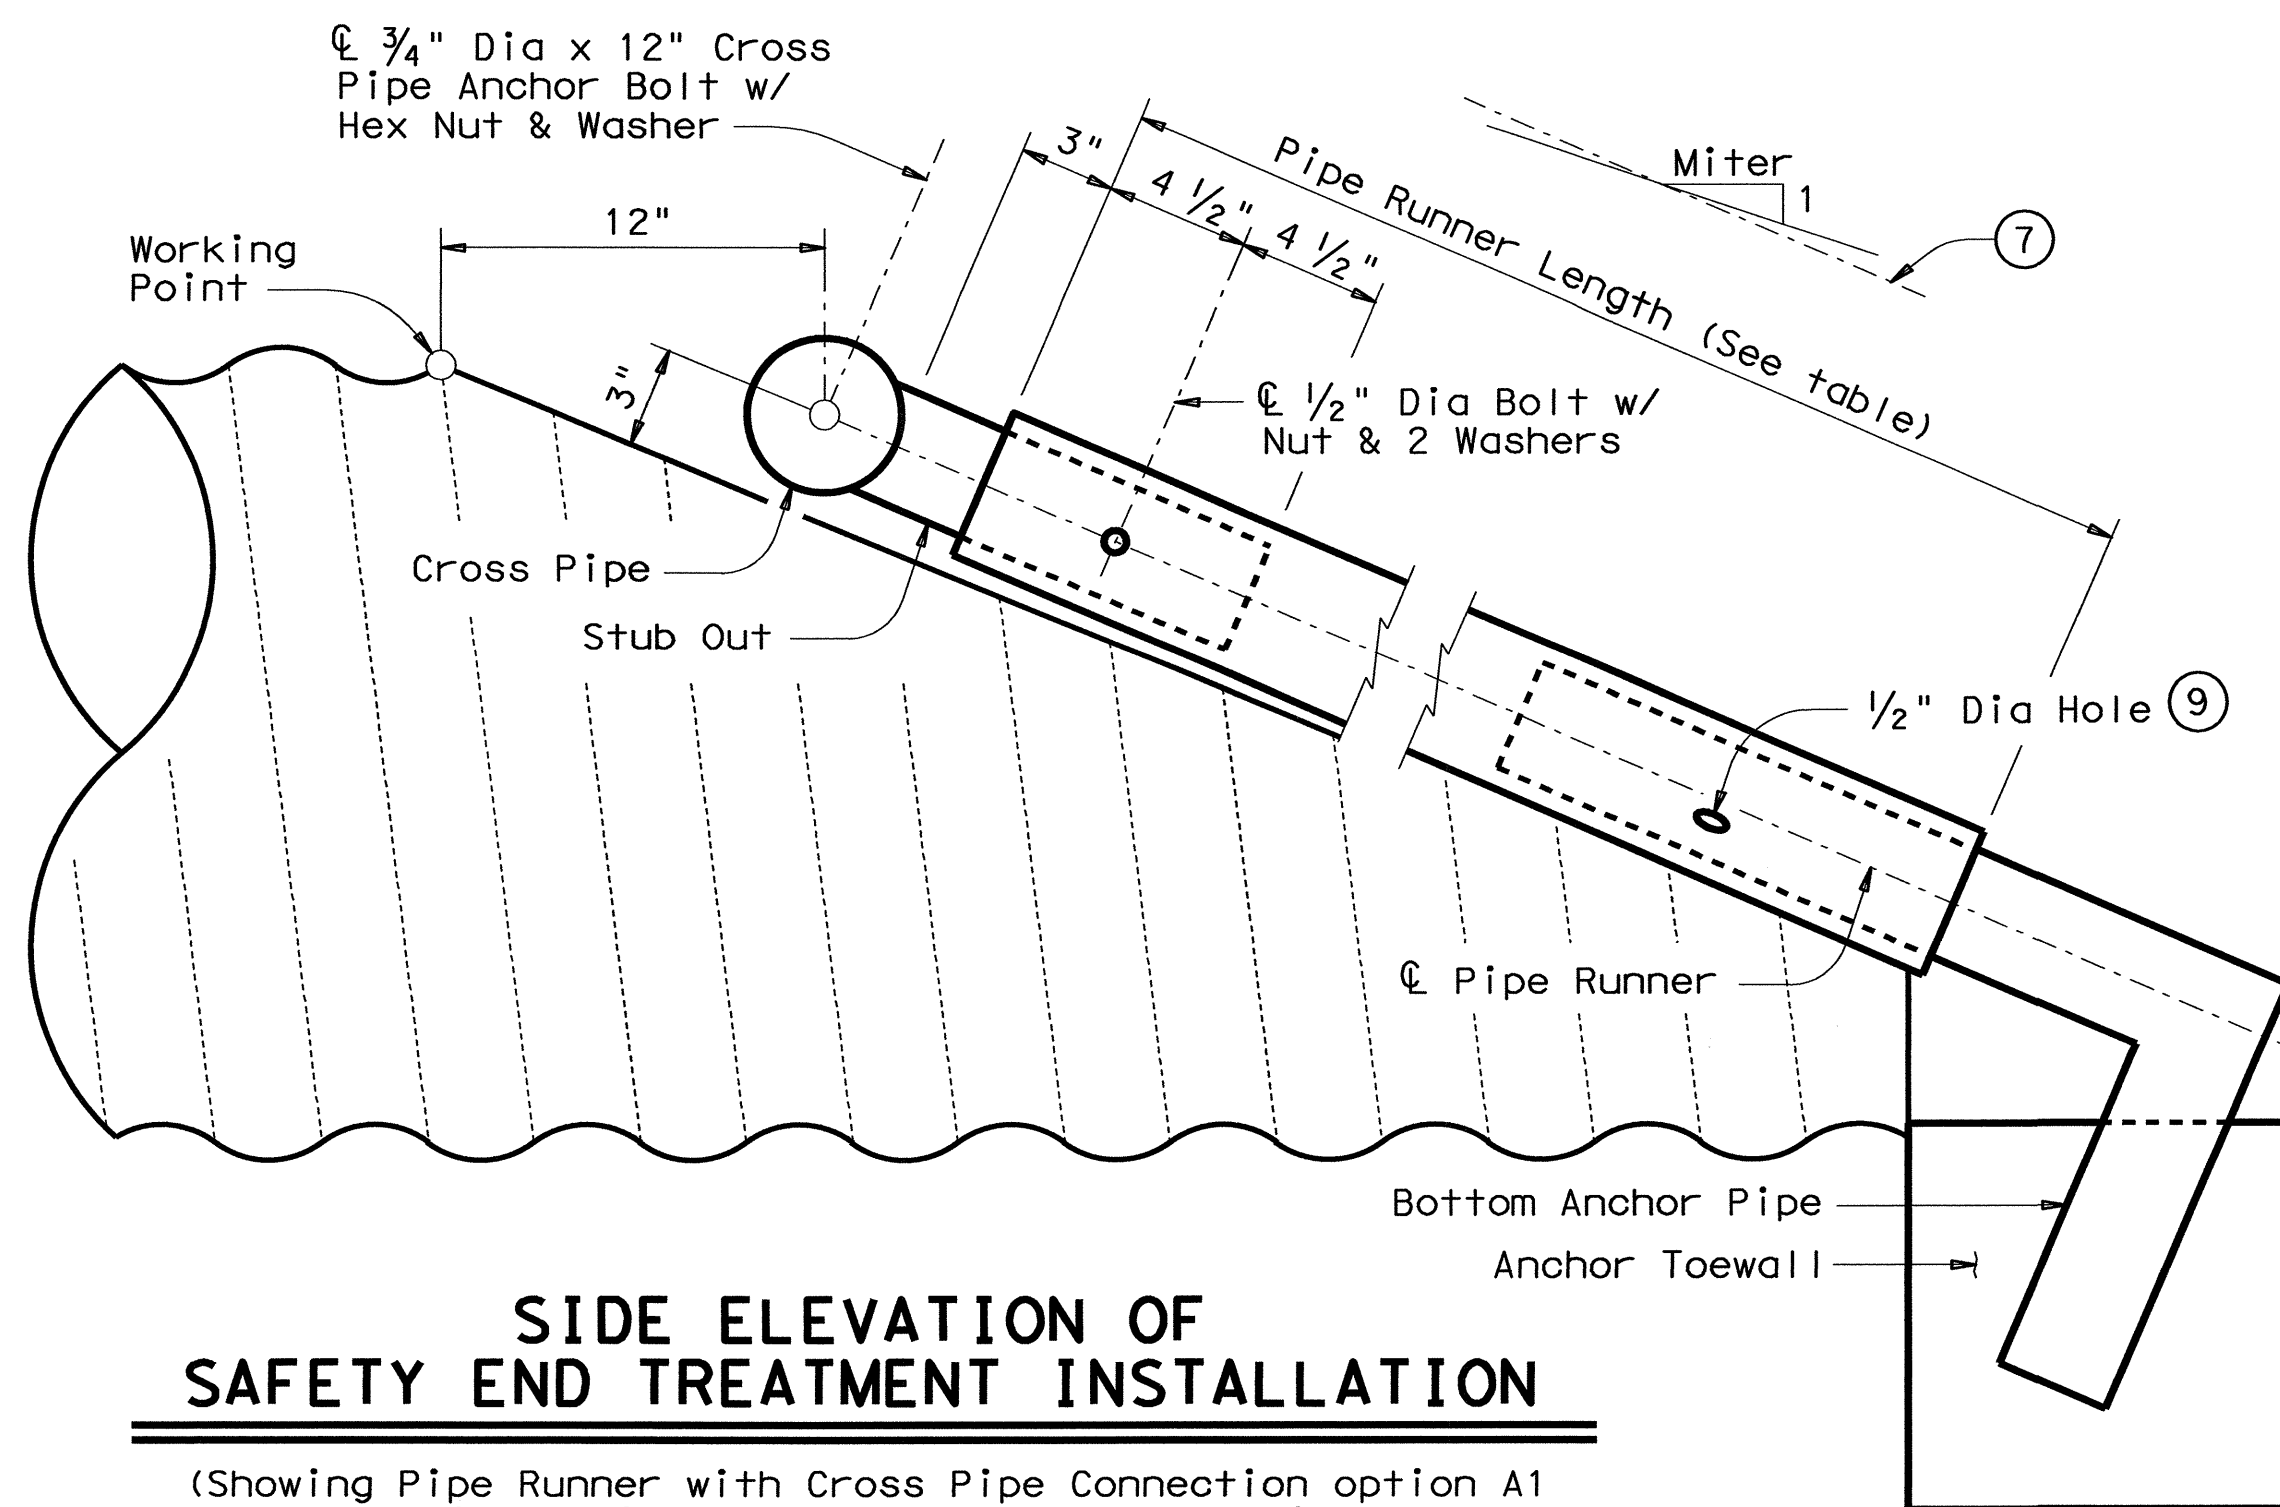 ℄ 3/4" Dia x 12" Cross
Pipe Anchor Bolt w/
Hex Nut & Washer
3"
4 1/2"
4 1/2"
Pipe Runner Length (See table)
Miter
1
7
12"
Working
Point
3"
℄ 1/2" Dia Bolt w/
Nut & 2 Washers
Cross Pipe
Stub Out
1/2" Dia Hole 9
℄ Pipe Runner
Bottom Anchor Pipe
Anchor Toewall
SIDE ELEVATION OF
SAFETY END TREATMENT INSTALLATION
(Showing Pipe Runner with Cross Pipe Connection option A1